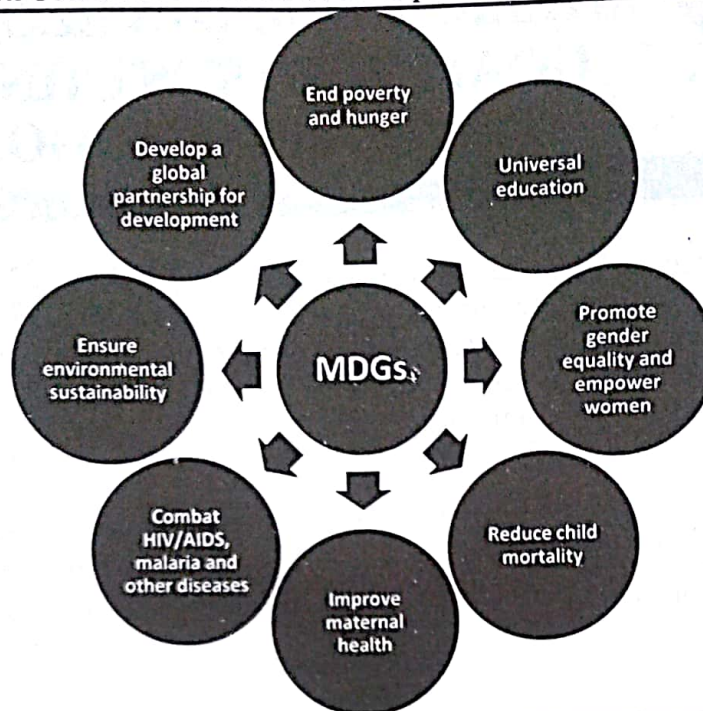 End poverty
and hunger
Universal
education
Promote
gender
equality and
empower
women
Reduce child
mortality
Improve
maternal
health
Combat
HIV/AIDS,
malaria and
other diseases
Ensure
environmental
sustainability
Develop a
global
partnership for
development
MDGs